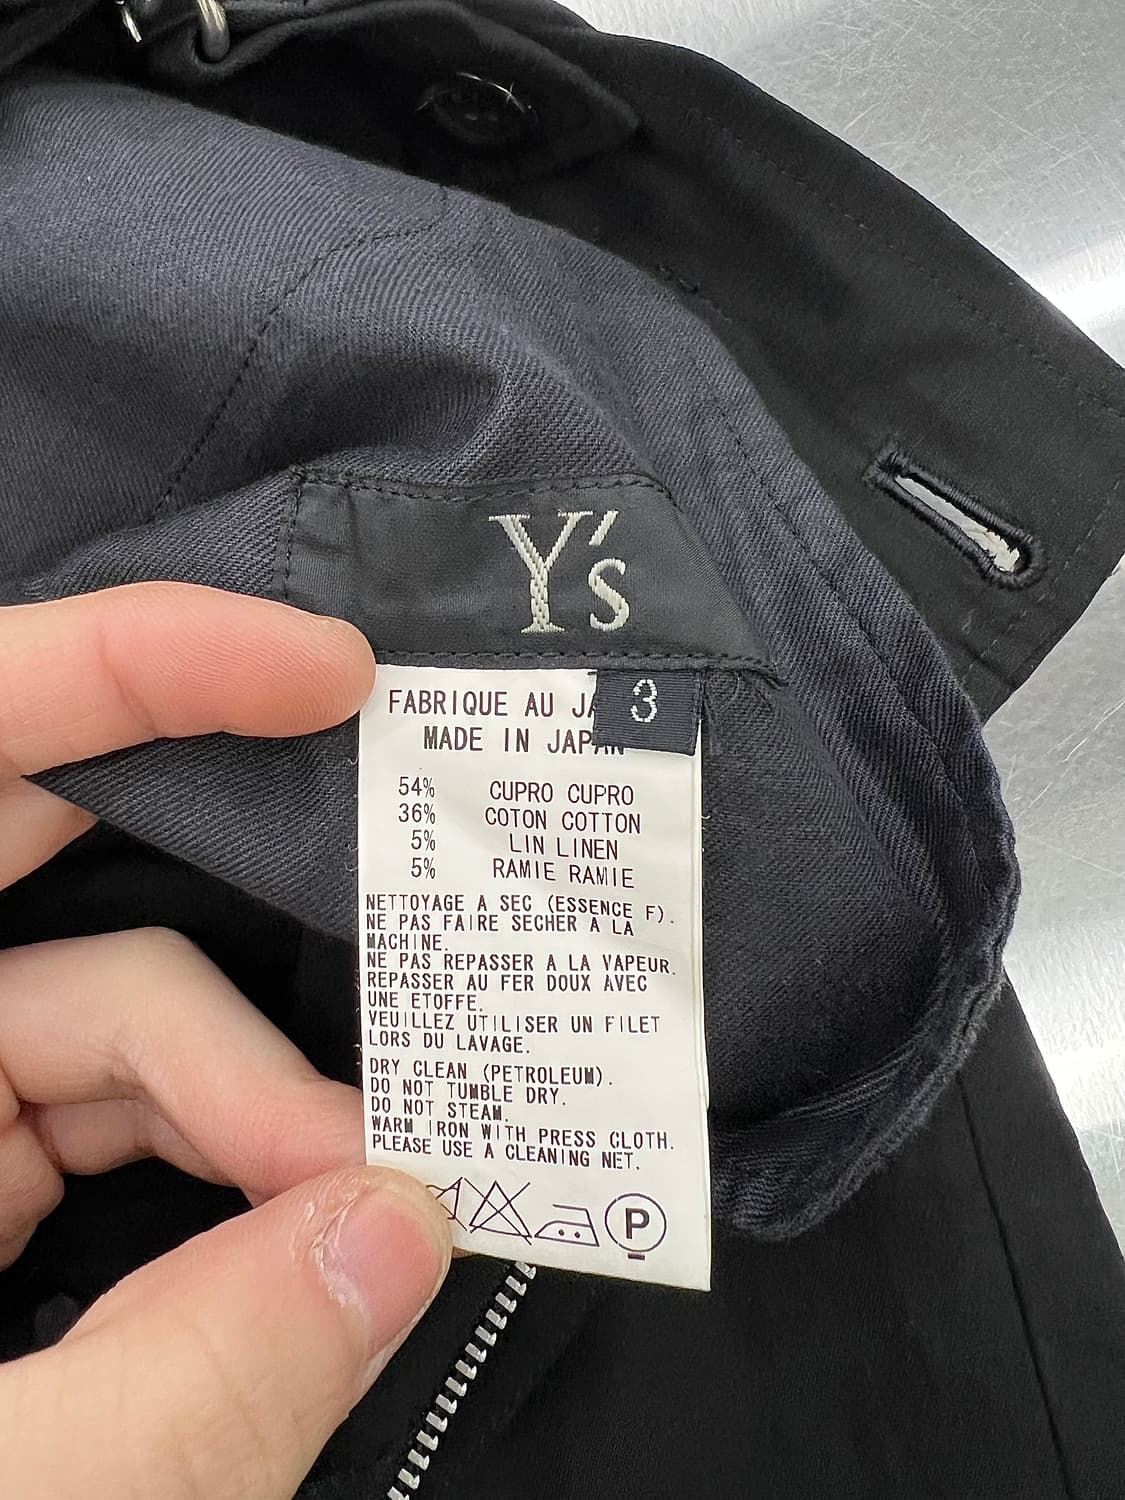 Y's
3
FABRIQUE AU
MADE IN JAPAN
54% CUPRO CUPRO
36% COTON COTTON
5% LIN LINEN
5% RAMIE RAMIE
NETTOYAGE A SEC (ESSENCE F).
NE PAS FAIRE SECHER A LA
MACHINE.
NE PAS REPASSER A LA VAPEUR.
REPASSER AU FER DOUX AVEC
UNE ETOFFE.
VEUILLEZ UTILISER UN FILET
LORS DU LAVAGE.
DRY CLEAN (PETROLEUM).
DO NOT TUMBLE DRY.
DO NOT STEAM.
WARM IRON WITH PRESS CLOTH.
PLEASE USE A CLEANING NET.
P